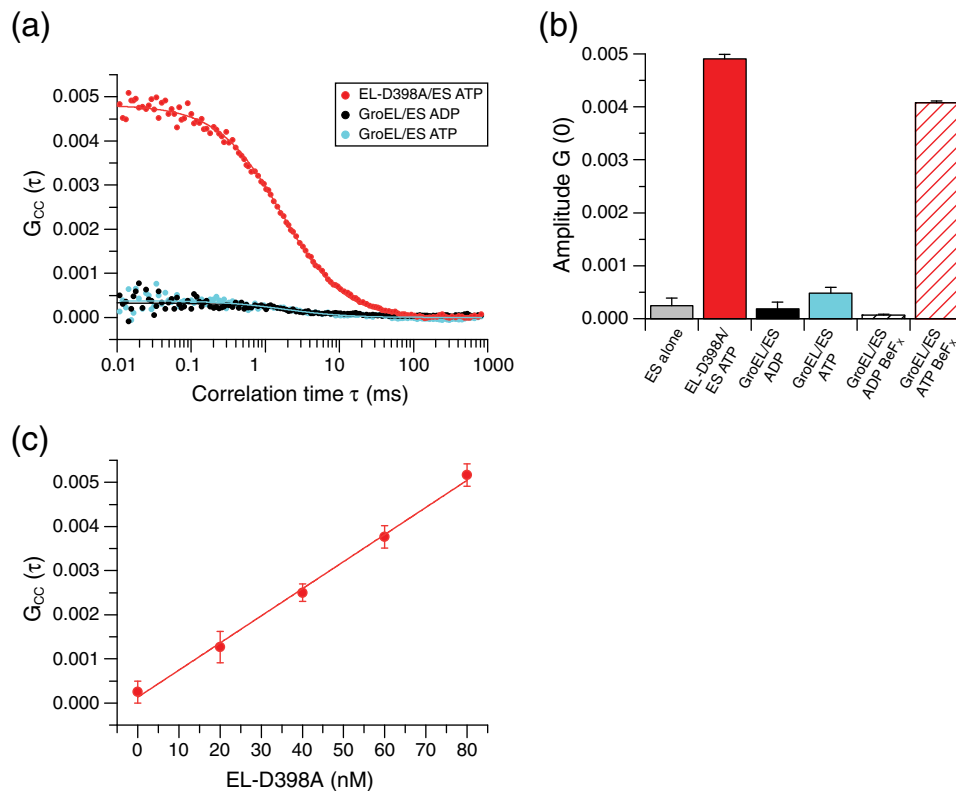 (a)
0.005
0.004
0.003
0.002
0.001
0.000
G_CC (τ)
0.01
0.1
1
10
100
1000
Correlation time τ (ms)
EL-D398A/ES ATP
GroEL/ES ADP
GroEL/ES ATP
(b)
0.005
0.004
0.003
0.002
0.001
0.000
Amplitude G (0)
ES alone
EL-D398A/
ES ATP
GroEL/ES
ADP
GroEL/ES
ATP
GroEL/ES
ADP BeFₓ
GroEL/ES
ATP BeFₓ
(c)
0.005
0.004
0.003
0.002
0.001
0.000
G_CC (τ)
0
10
20
30
40
50
60
70
80
EL-D398A (nM)